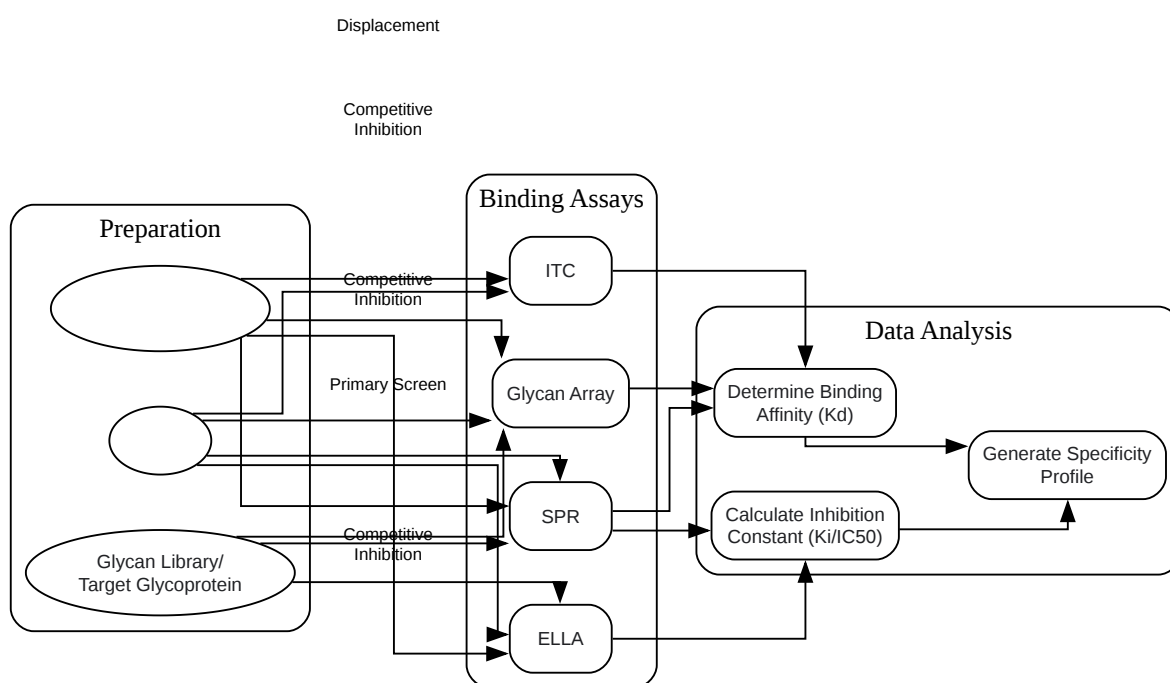 Displacement
Competitive
Inhibition
Preparation
Glycan Library/
Target Glycoprotein
Competitive
Inhibition
Primary Screen
Competitive
Inhibition
Binding Assays
ITC
Glycan Array
SPR
ELLA
Data Analysis
Determine Binding
Affinity (Kd)
Calculate Inhibition
Constant (Ki/IC50)
Generate Specificity
Profile